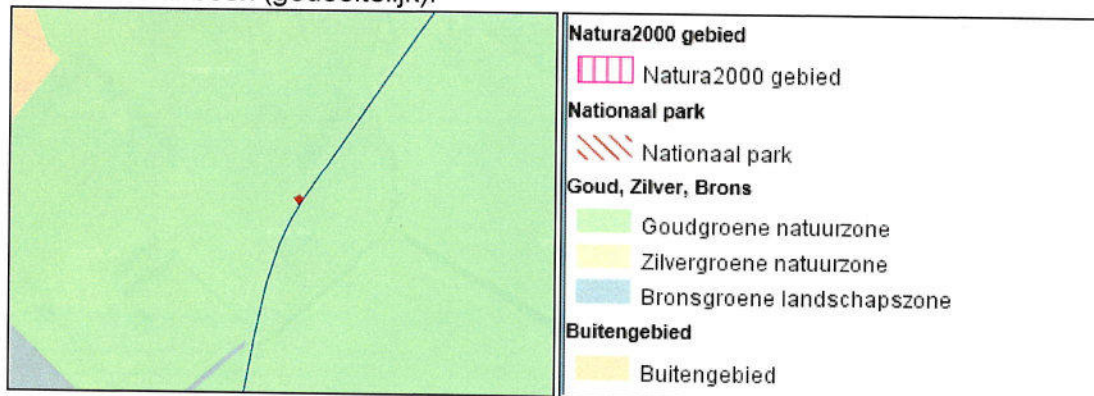 (gedeeltelijk).
Natura2000 gebied
Natura2000 gebied
Nationaal park
Nationaal park
Goud, Zilver, Brons
Goudgroene natuurzone
Zilvergroene natuurzone
Bronsgroene landschapszone
Buitengebied
Buitengebied